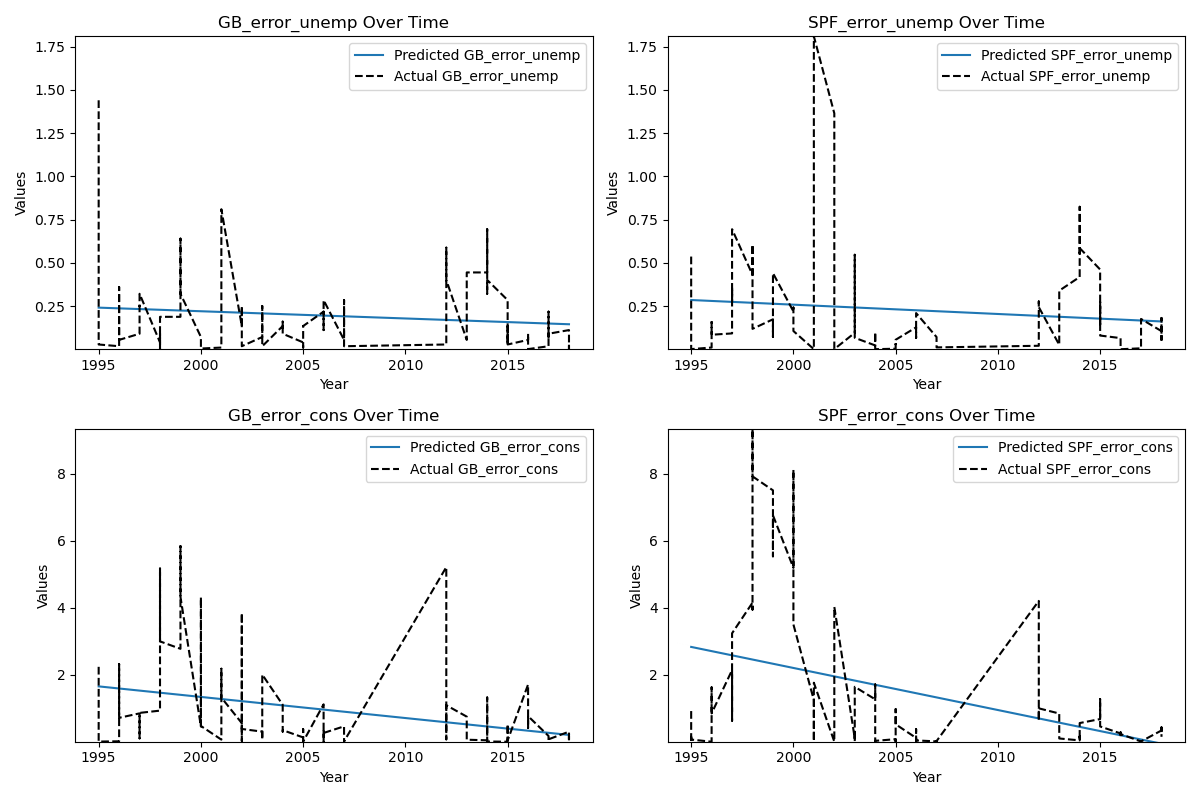 GB_error_unemp Over Time
Predicted GB_error_unemp
Actual GB_error_unemp
Values
1.75
1.50
1.25
1.00
0.75
0.50
0.25
1995 2000 2005 2010 2015
Year
SPF_error_unemp Over Time
Predicted SPF_error_unemp
Actual SPF_error_unemp
Values
1.75
1.50
1.25
1.00
0.75
0.50
0.25
1995 2000 2005 2010 2015
Year
GB_error_cons Over Time
Predicted GB_error_cons
Actual GB_error_cons
Values
8
6
4
2
1995 2000 2005 2010 2015
Year
SPF_error_cons Over Time
Predicted SPF_error_cons
Actual SPF_error_cons
Values
8
6
4
2
1995 2000 2005 2010 2015
Year